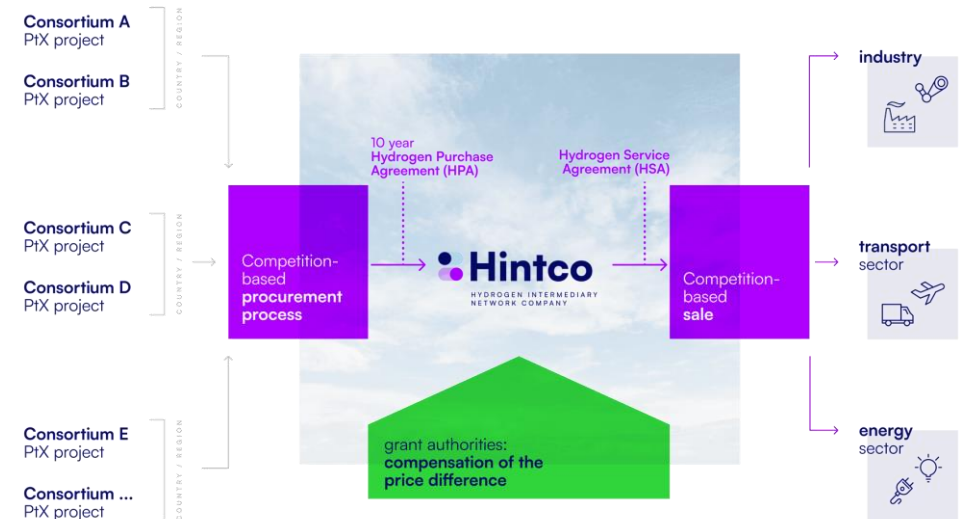 Consortium A
PtX project
Consortium B
PtX project
COUNTRY / REGION
Consortium C
PtX project
Consortium D
PtX project
COUNTRY / REGION
Consortium E
PtX project
Consortium ...
PtX project
COUNTRY / REGION
Competition-
based
procurement
process
10 year
Hydrogen Purchase
Agreement (HPA)
Hintco
HYDROGEN INTERMEDIARY
NETWORK COMPANY
Hydrogen Service
Agreement (HSA)
Competition-
based
sale
grant authorities:
compensation of the
price difference
industry
transport
sector
energy
sector